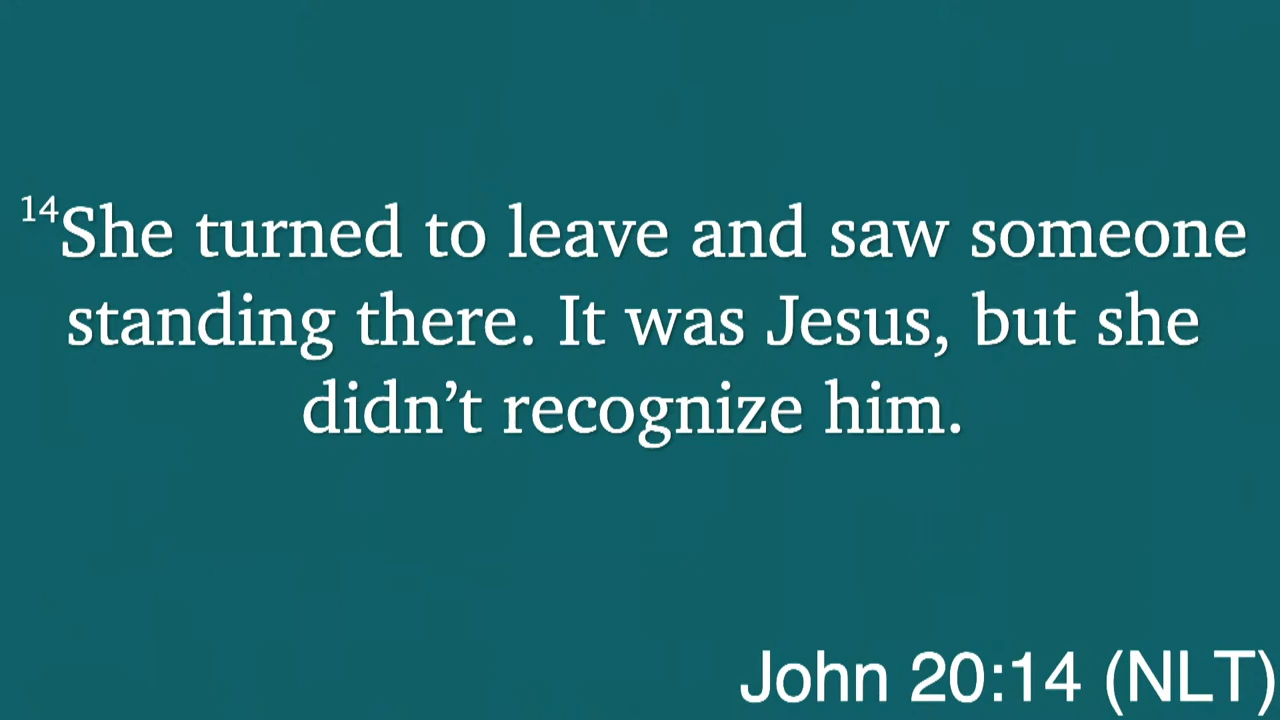 ¹⁴She turned to leave and saw someone
standing there. It was Jesus, but she
didn’t recognize him.
John 20:14 (NLT)